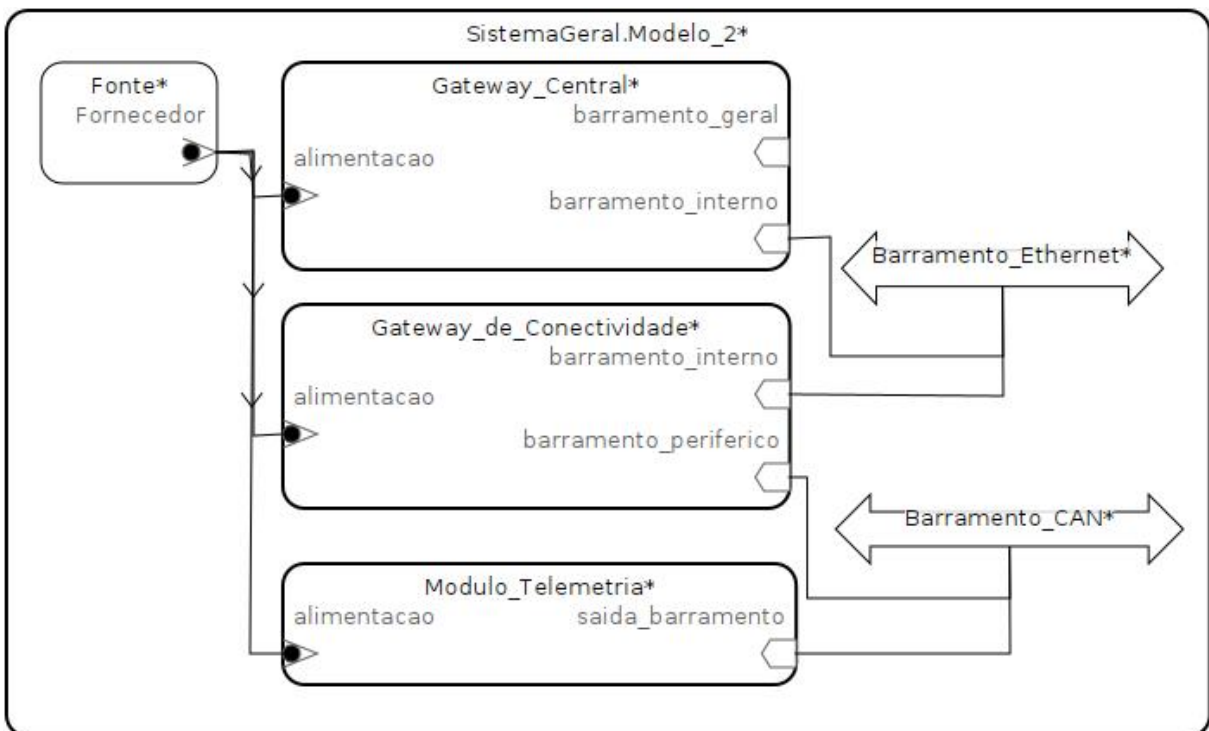 SistemaGeral.Modelo_2*
Fonte*
Fornecedor
Gateway_Central*
barramento_geral
alimentacao
barramento_interno
Barramento_Ethernet*
Gateway_de_Conectividade*
barramento_interno
alimentacao
barramento_periferico
Barramento_CAN*
Modulo_Telemetria*
alimentacao
saida_barramento